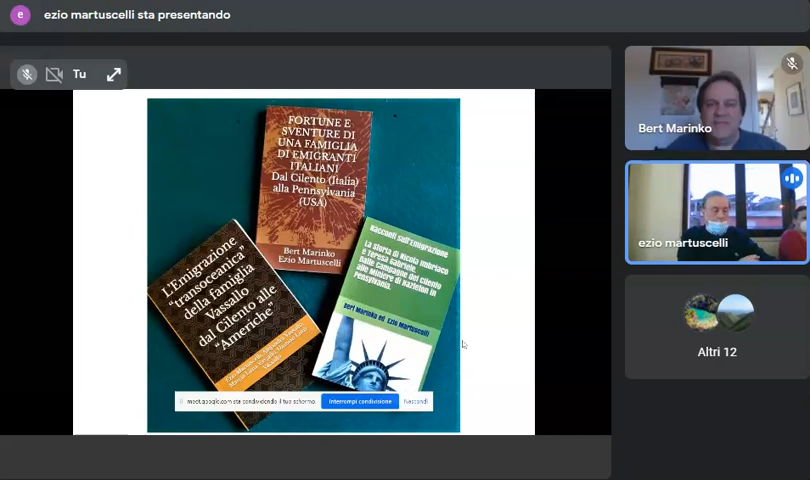 e
ezio martuscelli sta presentando
Tu
FORTUNE E
SVENTURE DI
UNA FAMIGLIA
DI EMIGRANTI
ITALIANI
Dal Cilento (Italia)
alla Pennsylvania
(USA)
Bert Marinko
Ezio Martuscelli
L'Emigrazione
"transoceanica"
della famiglia
Vassallo
dal Cilento alle
"Americhe"
Vassallo
Racconti sull'Emigrazione
La storia di Nicola Imbriaco
E Teresa Gabriele.
Dalle Campagne del Cilento
alle Miniere di Hazleton in
Pensylvania.
Bert Marinko ed Ezio Martuscelli
meet.google.com sta condividendo il tuo schermo.
Interrompi condivisione
Nascondi
Bert Marinko
ezio martuscelli
Altri 12